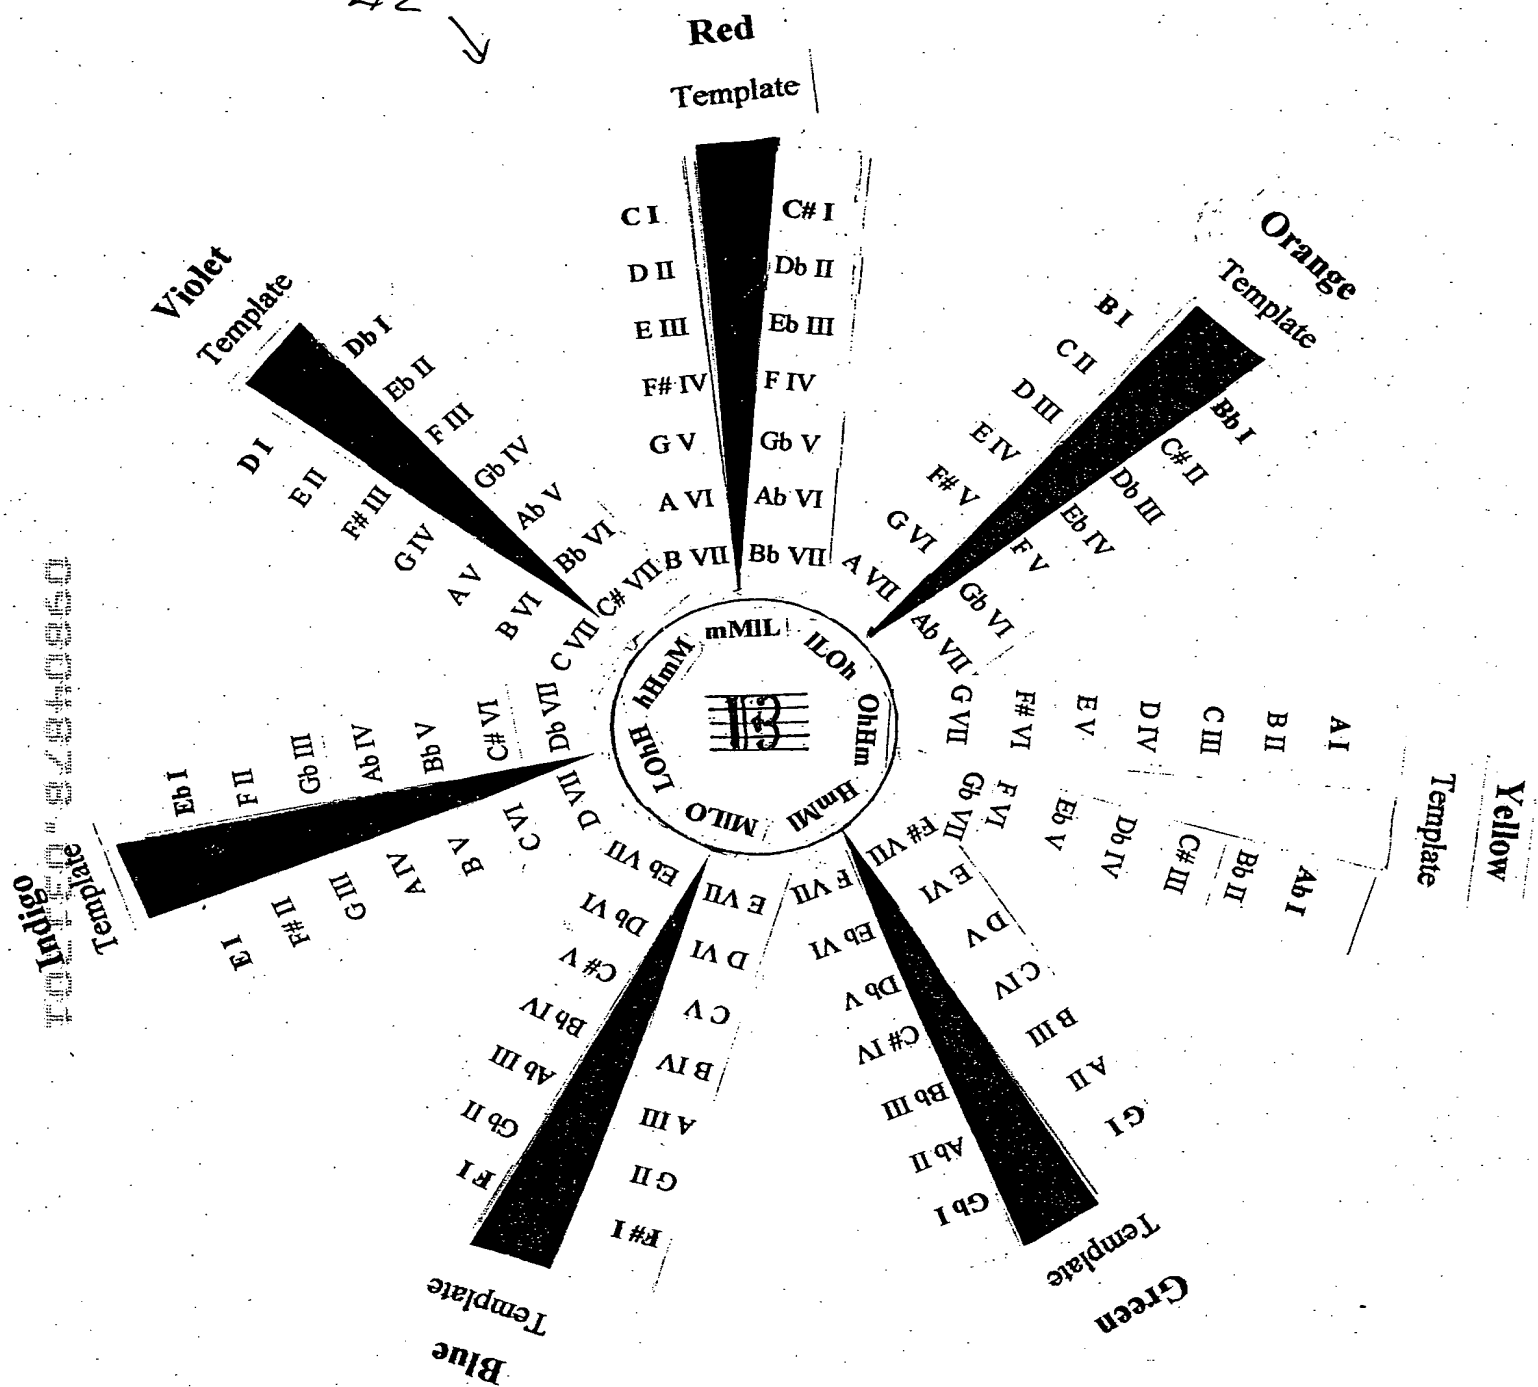 Red
Template
C I
D II
E III
F# IV
G V
A VI
B VII
C# I
Db II
Eb III
F IV
Gb V
Ab VI
Bb VII
Orange
Template
B I
C II
D III
E IV
F# V
G VI
A VII
Bb I
C# II
Db III
Eb IV
F V
Gb VI
Ab VII
Yellow
Template
A I
B II
C III
D IV
E V
F# VI
G VII
Ab I
Bb II
C# III
Db IV
Eb V
F VI
Gb VII
Green
Template
G I
A II
B III
C IV
D V
E VI
F# VII
Gb I
Ab II
Bb III
C# IV
Db V
Eb VI
F VII
Blue
Template
F# I
G II
A III
B IV
C V
D VI
E VII
F I
Gb II
Ab III
Bb IV
C# V
Db VI
Eb VII
Indigo
Template
E I
F# II
G III
A IV
B V
C VI
D VII
Eb I
F II
Gb III
Ab IV
Bb V
C# VI
Db VII
Violet
Template
D I
E II
F# III
G IV
A V
B VI
C VII
Db I
Eb II
F III
Gb IV
Ab V
Bb VI
C# VII
mMlL
lLOh
OhHm
HmMl
MlLO
LOhH
hHmM